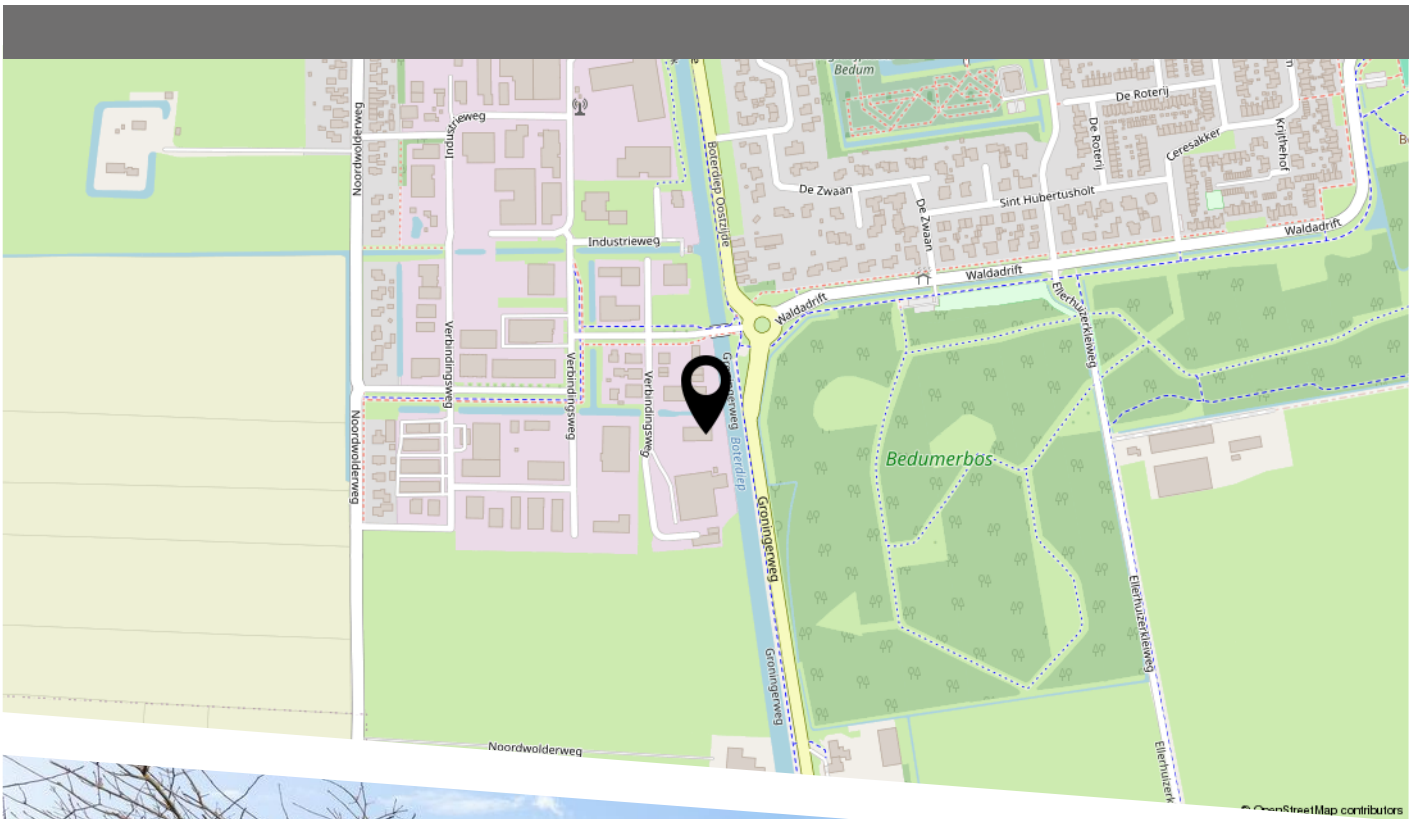 Bedum
De Roterij
Industrieweg
Noordwolderweg
De Roterij
Krijthehof
Ceresakker
Boterdiep Oostzijde
De Zwaan
Sint Hubertusholt
De Zwaan
Industrieweg
Waldadrift
Waldadrift
Waldadrift
Ellerhuizerkleiweg
Verbindingsweg
Verbindingsweg
Verbindingsweg
Groningerweg
Noordwolderweg
Boterdiep
Bedumerbos
Groningerweg
Ellerhuizerkleiweg
Groningerweg
Noordwolderweg
Ellerhuizerk
© OpenStreetMap contributors